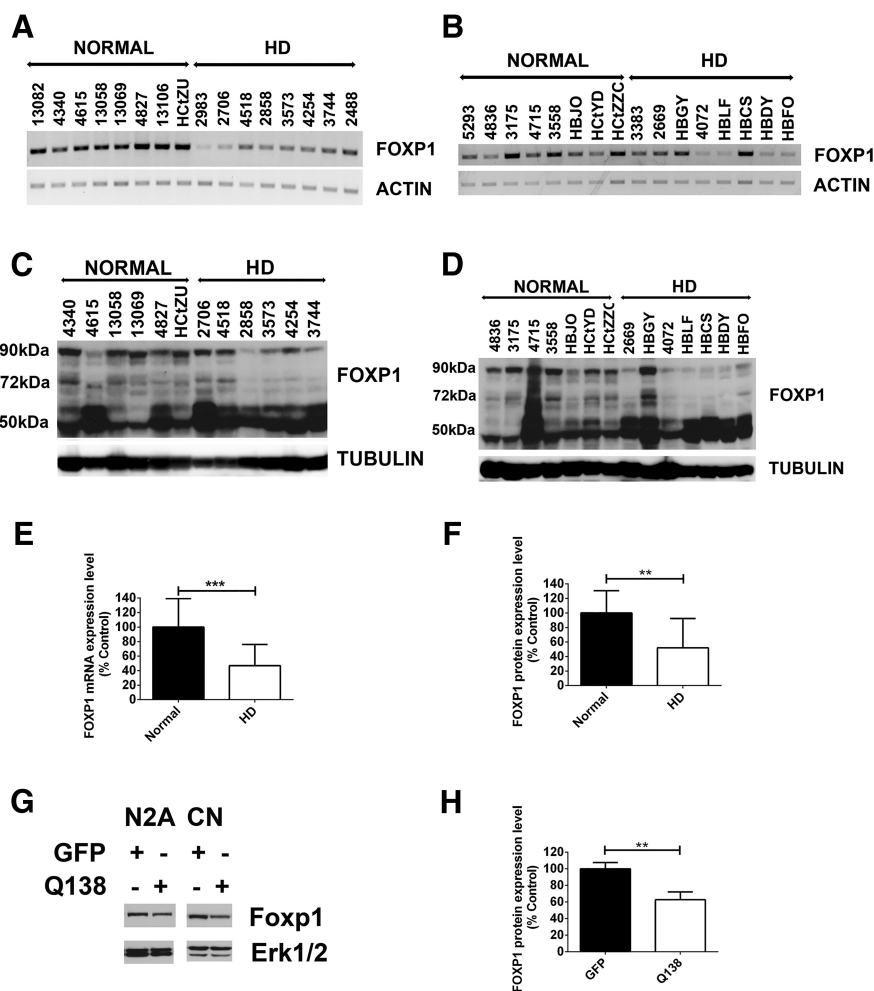 A
NORMAL HD
13082 4340 4615 13058 13069 4827 13106 HCtZU 2983 2706 4518 2858 3573 4254 3744 2488
FOXP1
ACTIN
B
NORMAL HD
5293 4836 3175 4715 3558 HBJO HCtYD HCtZZC 3383 2669 HBGY 4072 HBLF HBCS HBDY HBFO
FOXP1
ACTIN
C
NORMAL HD
4340 4615 13058 13069 4827 HCtZU 2706 4518 2858 3573 4254 3744
90kDa
72kDa
50kDa
FOXP1
TUBULIN
D
NORMAL HD
4836 3175 4715 3558 HBJO HCtYD HCtZZC 2669 HBGY 4072 HBLF HBCS HBDY HBFO
90kDa
72kDa
50kDa
FOXP1
TUBULIN
E
FOXP1 mRNA expression level
(% Control)
140
120
100
80
60
40
20
0
***
Normal HD
F
FOXP1 protein expression level
(% Control)
140
120
100
80
60
40
20
0
**
Normal HD
G
N2A CN
GFP + - + -
Q138 - + - +
Foxp1
Erk1/2
H
FOXP1 protein expression level
(% Control)
120
100
80
60
40
20
0
**
GFP Q138